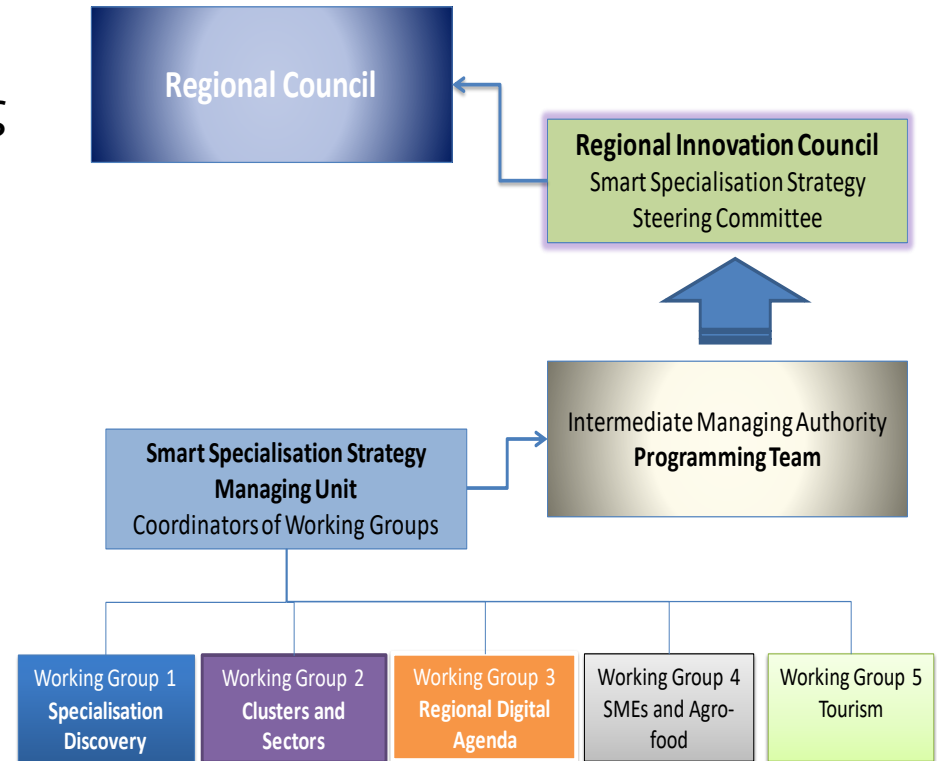 Regional Council
Regional Innovation Council
Smart Specialisation Strategy
Steering Committee
Intermediate Managing Authority
Programming Team
Smart Specialisation Strategy
Managing Unit
Coordinators of Working Groups
Working Group 1
Specialisation
Discovery
Working Group 2
Clusters and
Sectors
Working Group 3
Regional Digital
Agenda
Working Group 4
SMEs and Agro-
food
Working Group 5
Tourism